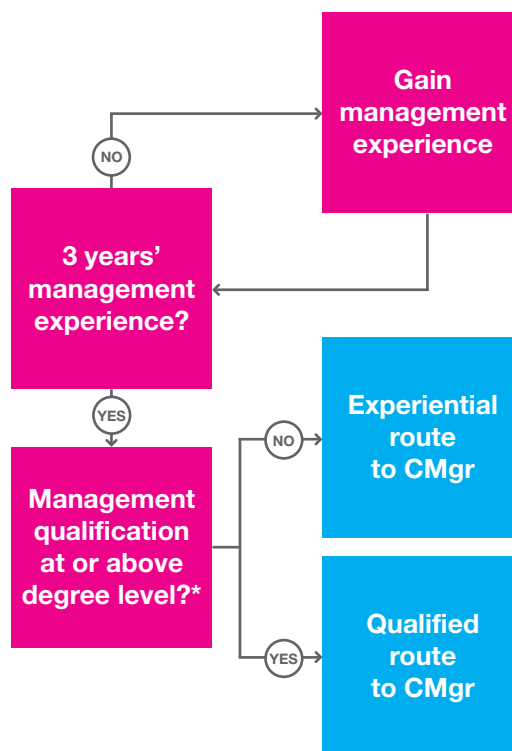 Gain
management
experience
NO
3 years’
management
experience?
YES
Experiential
route
to CMgr
NO
Management
qualification
at or above
degree level?*
Qualified
route
to CMgr
YES